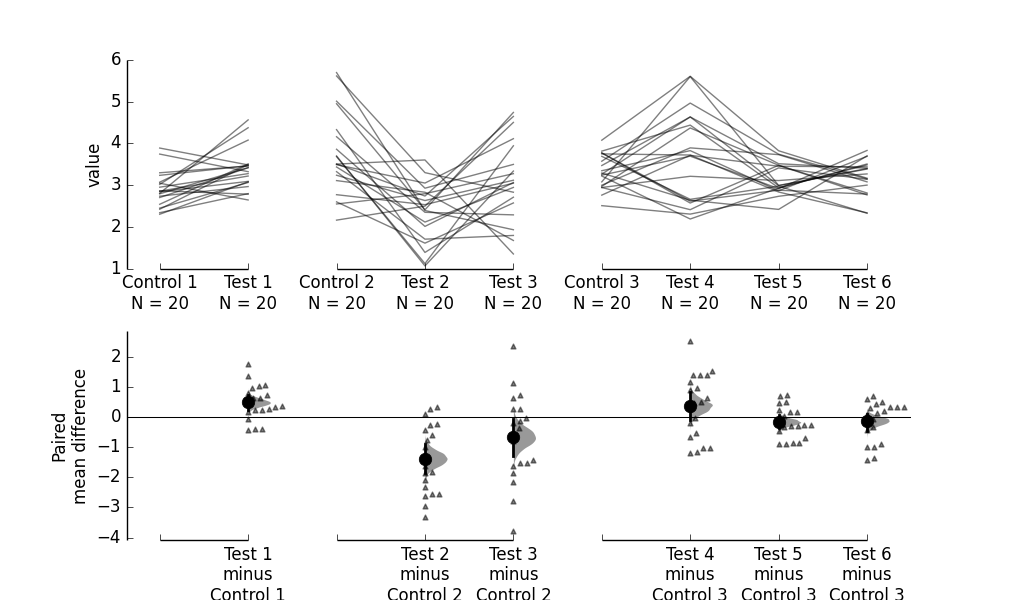 6
5
4
3
2
1
value
Control 1 Test 1 Control 2 Test 2 Test 3 Control 3 Test 4 Test 5 Test 6
N = 20 N = 20 N = 20 N = 20 N = 20 N = 20 N = 20 N = 20 N = 20
2
1
0
−1
−2
−3
−4
Paired
mean difference
Test 1 Test 2 Test 3 Test 4 Test 5 Test 6
minus minus minus minus minus minus
Control 1 Control 2 Control 2 Control 3 Control 3 Control 3